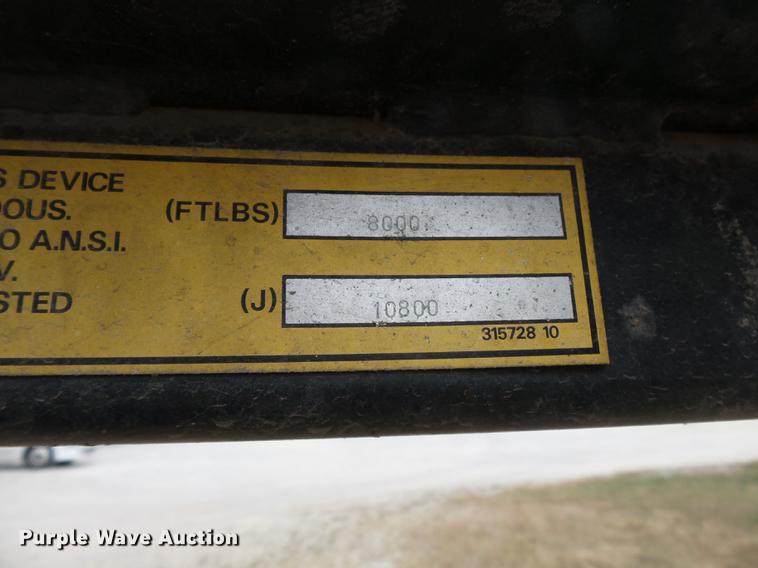 S DEVICE
DOUS.
O A.N.S.I.
V.
STED
(FTLBS) 8000
(J) 10800
315728 10
Purple Wave Auction